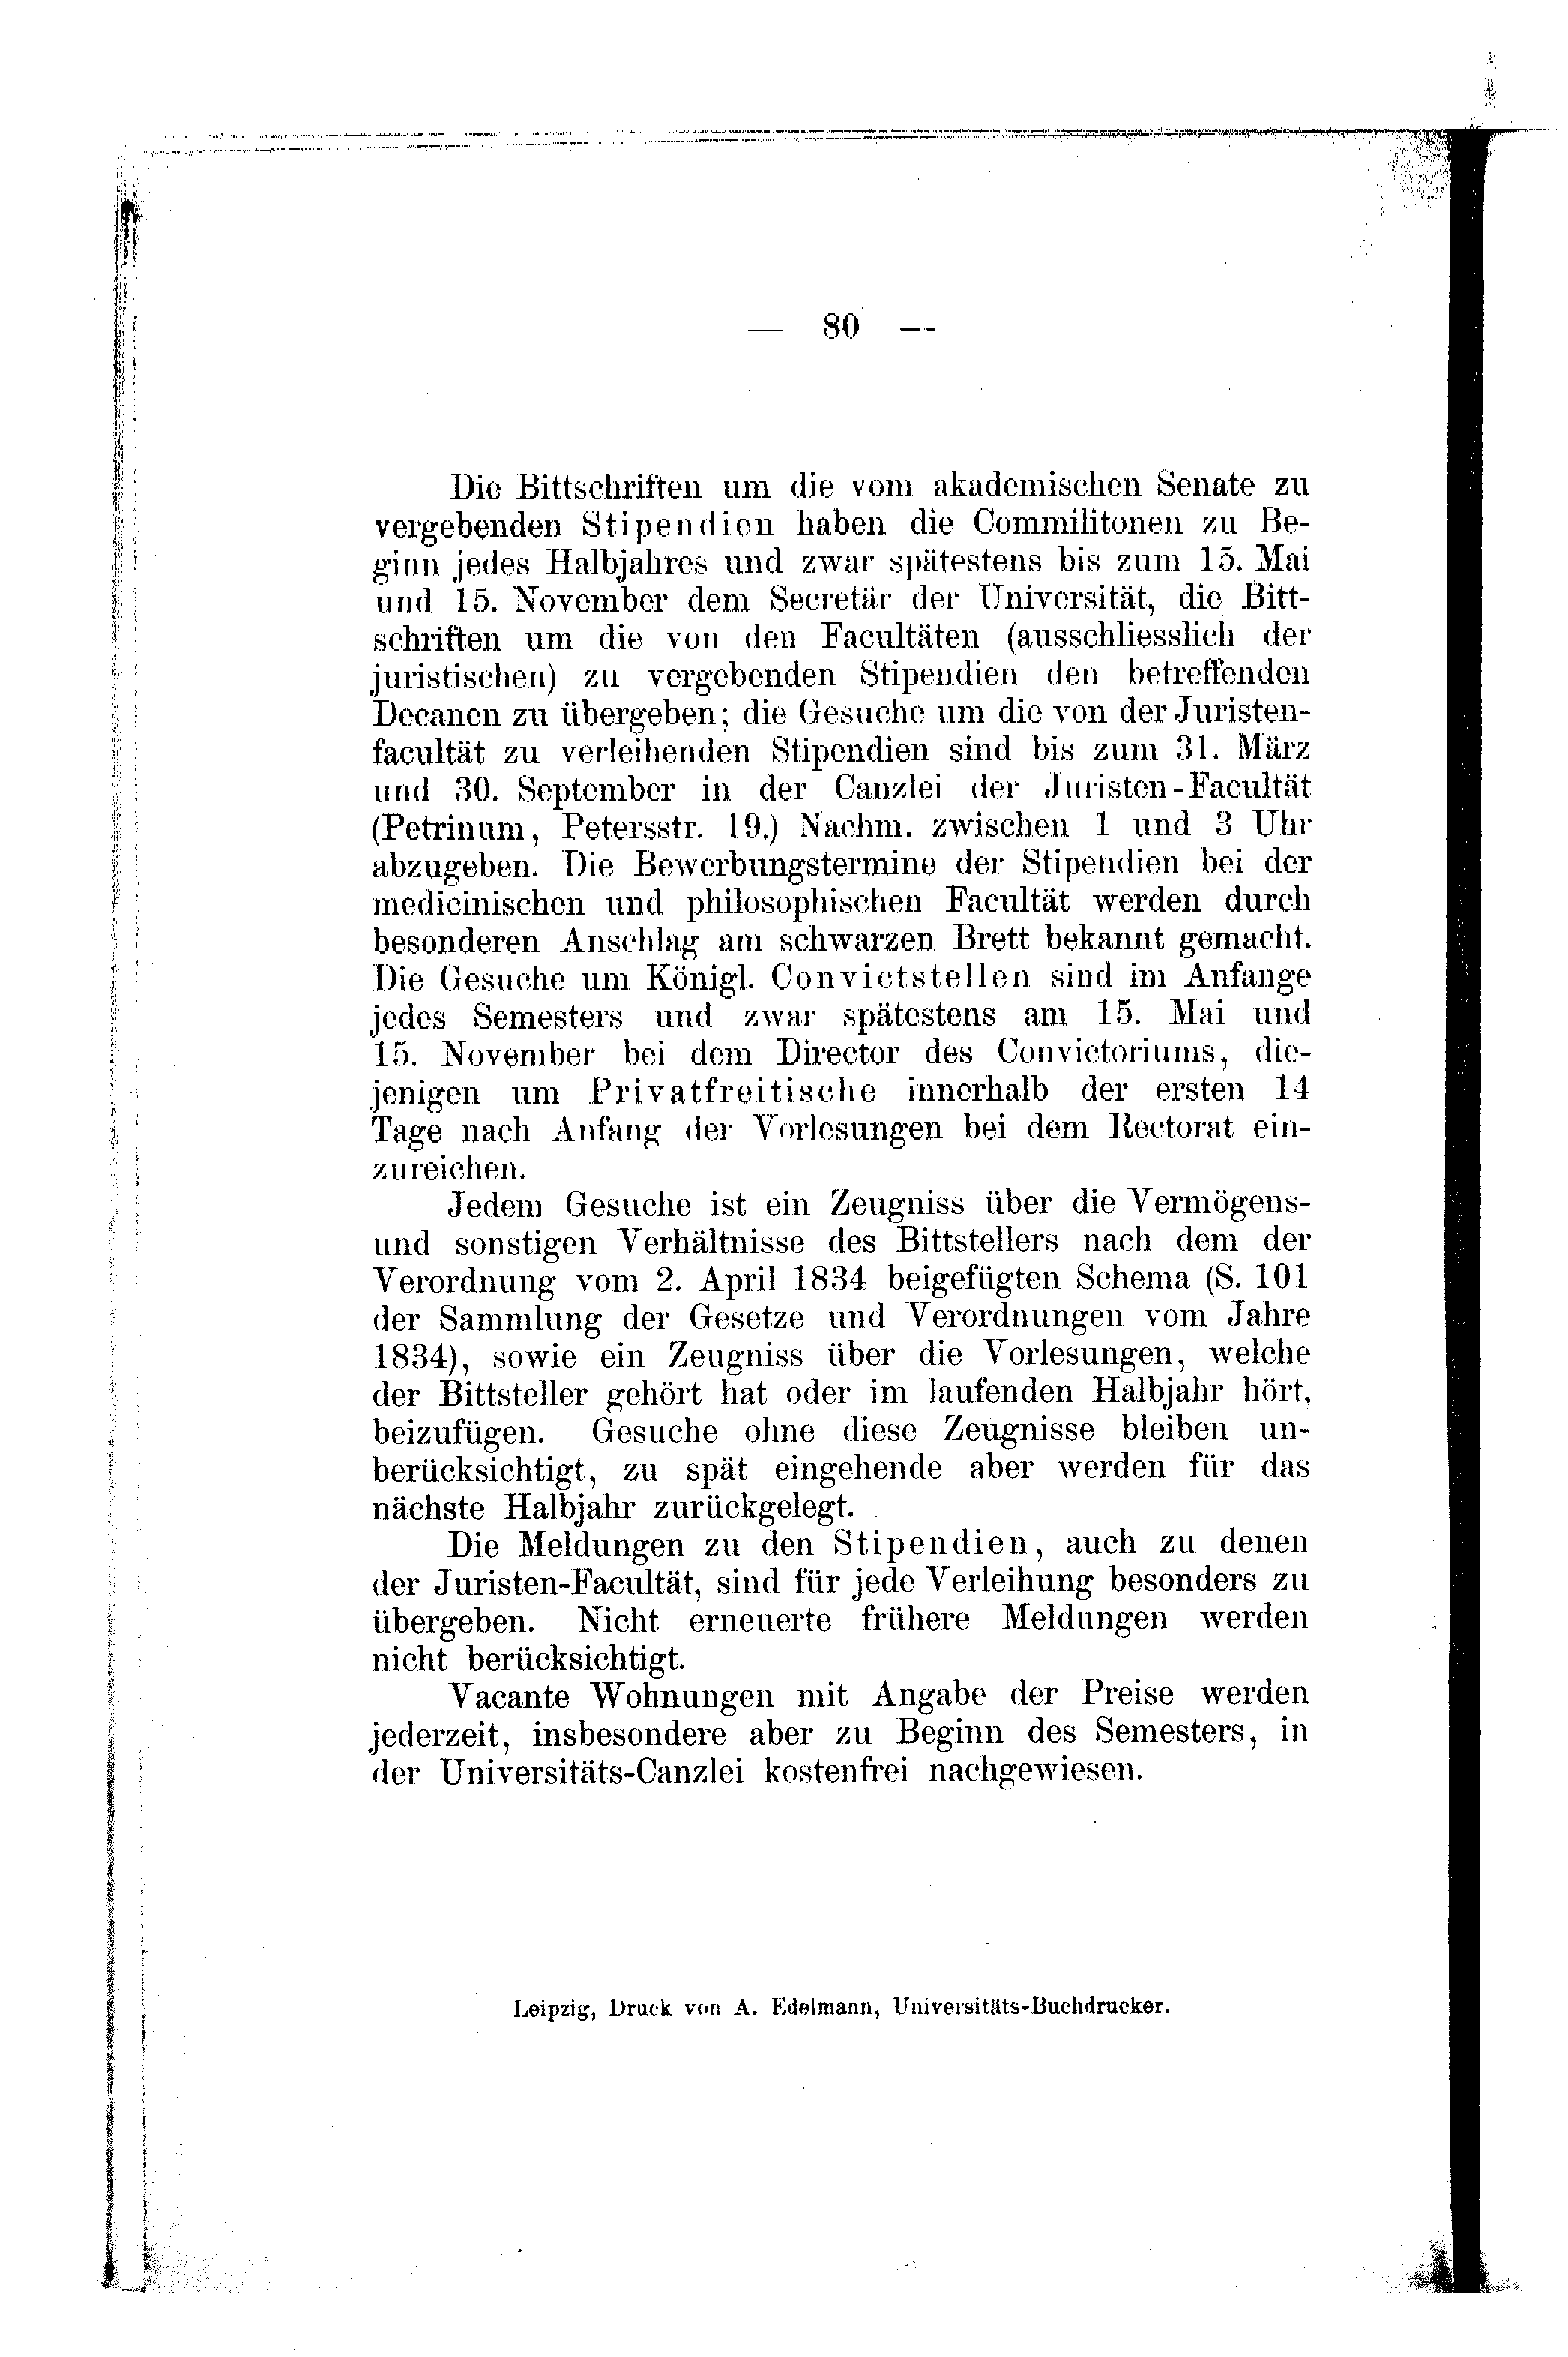 — 80 —
Die Bittschriften um die vom akademischen Senate zu
vergebenden Stipendien haben die Commilitonen zu Be-
ginn jedes Halbjahres und zwar spätestens bis zum 15. Mai
und 15. November dem Secretär der Universität, die Bitt-
schriften um die von den Facultäten (ausschliesslich der
juristischen) zu vergebenden Stipendien den betreffenden
Decanen zu übergeben; die Gesuche um die von der Juristen-
facultät zu verleihenden Stipendien sind bis zum 31. März
und 30. September in der Canzlei der Juristen-Facultät
(Petrinum, Petersstr. 19.) Nachm. zwischen 1 und 3 Uhr
abzugeben. Die Bewerbungstermine der Stipendien bei der
medicinischen und philosophischen Facultät werden durch
besonderen Anschlag am schwarzen Brett bekannt gemacht.
Die Gesuche um Königl. Convictstellen sind im Anfange
jedes Semesters und zwar spätestens am 15. Mai und
15. November bei dem Director des Convictoriums, die-
jenigen um Privatfreitische innerhalb der ersten 14
Tage nach Anfang der Vorlesungen bei dem Rectorat ein-
zureichen.
Jedem Gesuche ist ein Zeugniss über die Vermögens-
und sonstigen Verhältnisse des Bittstellers nach dem der
Verordnung vom 2. April 1834 beigefügten Schema (S. 101
der Sammlung der Gesetze und Verordnungen vom Jahre
1834), sowie ein Zeugniss über die Vorlesungen, welche
der Bittsteller gehört hat oder im laufenden Halbjahr hört,
beizufügen. Gesuche ohne diese Zeugnisse bleiben un-
berücksichtigt, zu spät eingehende aber werden für das
nächste Halbjahr zurückgelegt.
Die Meldungen zu den Stipendien, auch zu denen
der Juristen-Facultät, sind für jede Verleihung besonders zu
übergeben. Nicht erneuerte frühere Meldungen werden
nicht berücksichtigt.
Vacante Wohnungen mit Angabe der Preise werden
jederzeit, insbesondere aber zu Beginn des Semesters, in
der Universitäts-Canzlei kostenfrei nachgewiesen.
Leipzig, Druck von A. Edelmann, Universitäts-Buchdrucker.